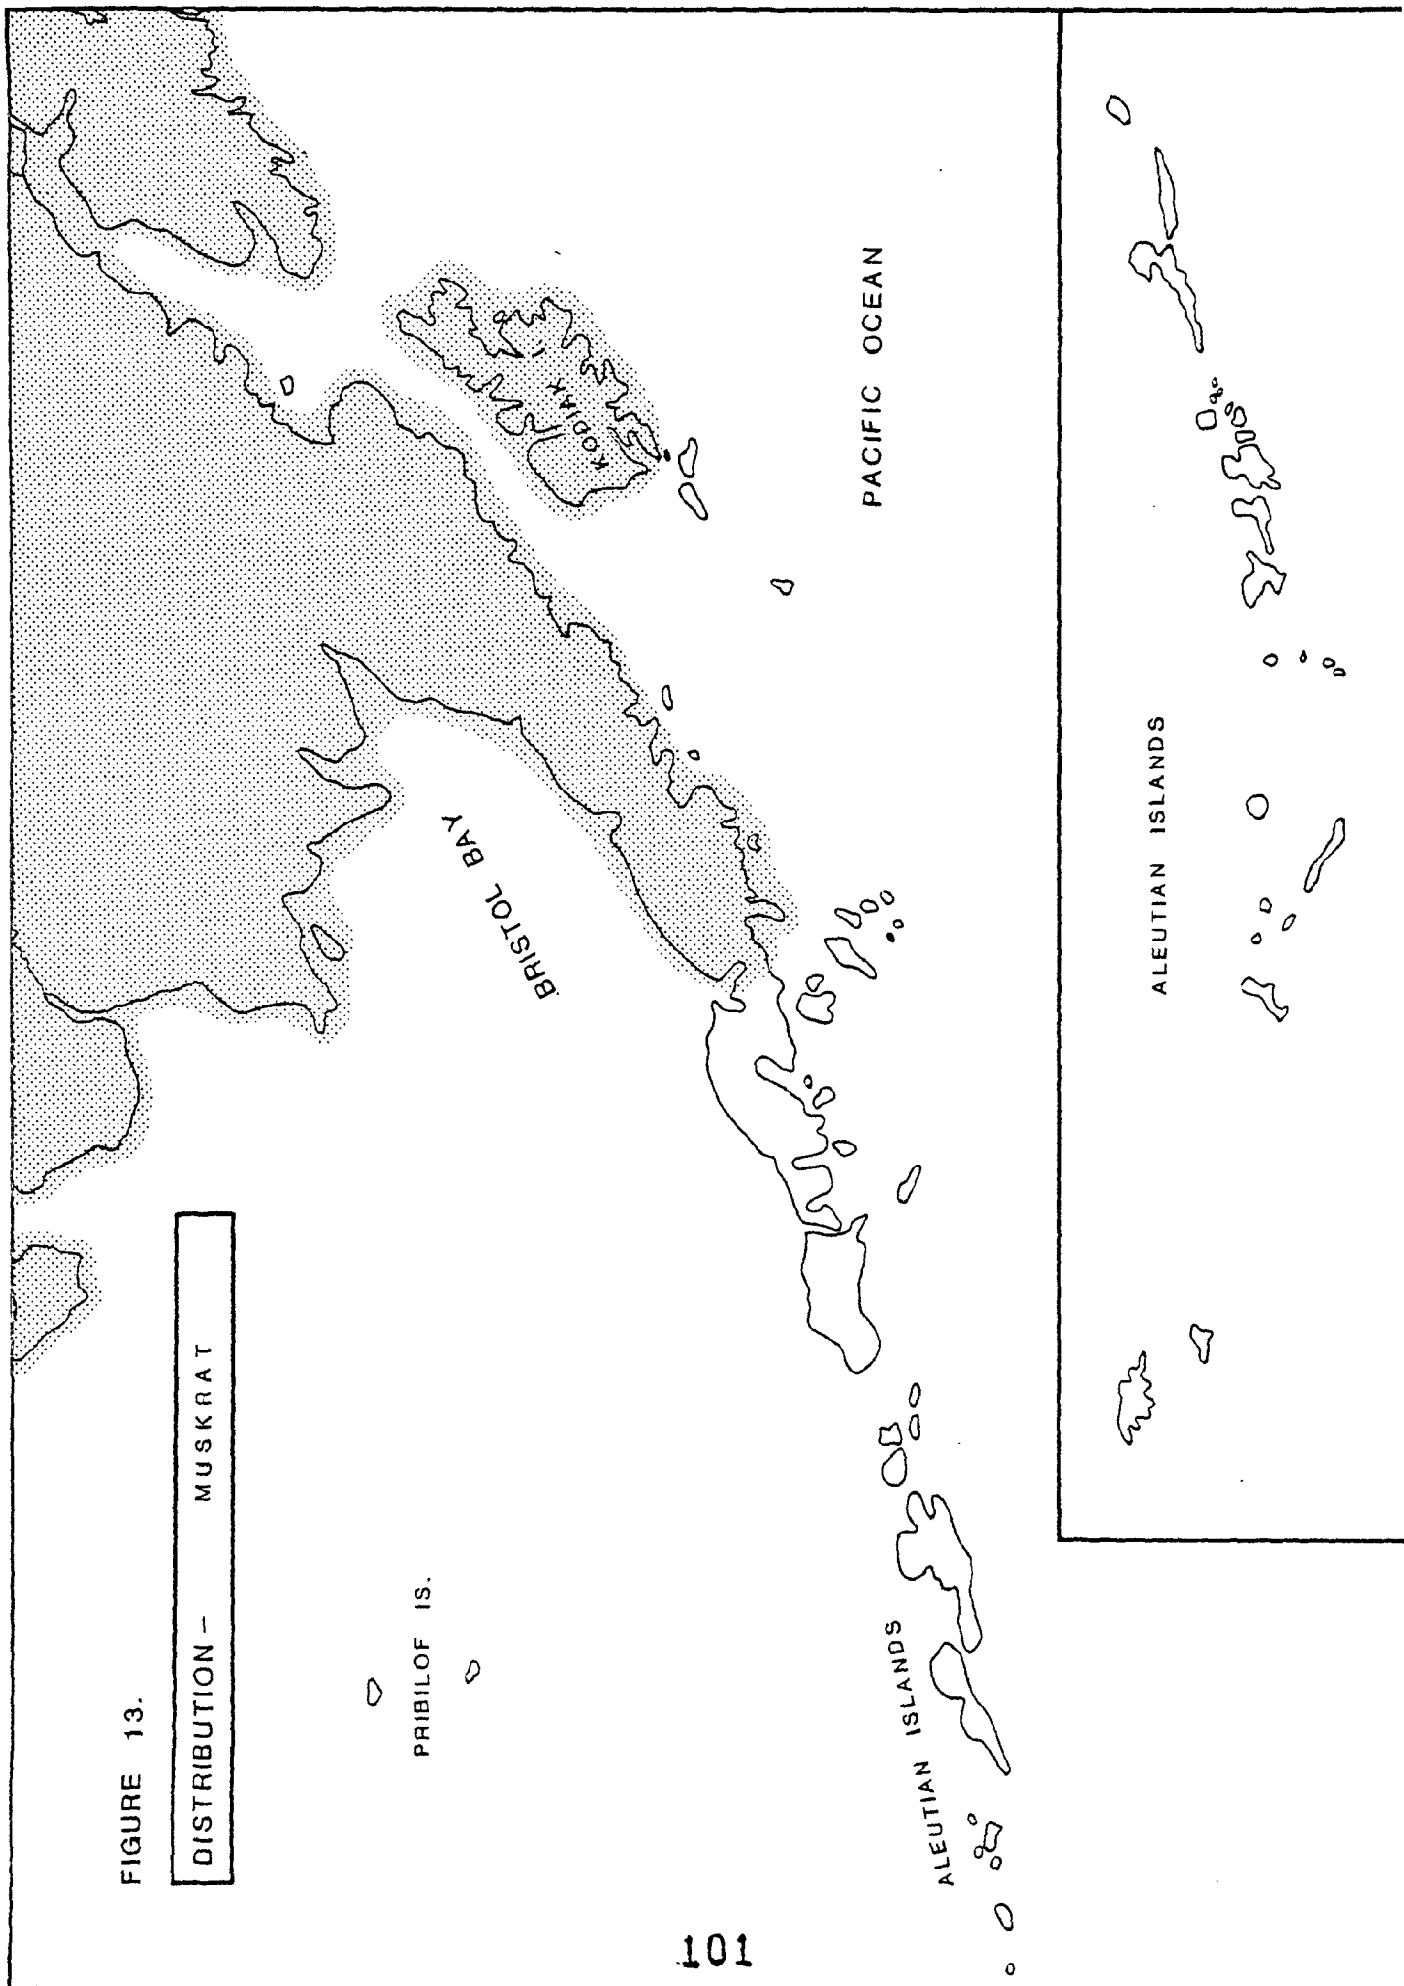 FIGURE 13.
DISTRIBUTION – MUSKRAT
PRIBILOF IS.
BRISTOL BAY
KODIAK I.
PACIFIC OCEAN
ALEUTIAN ISLANDS
ALEUTIAN ISLANDS
101